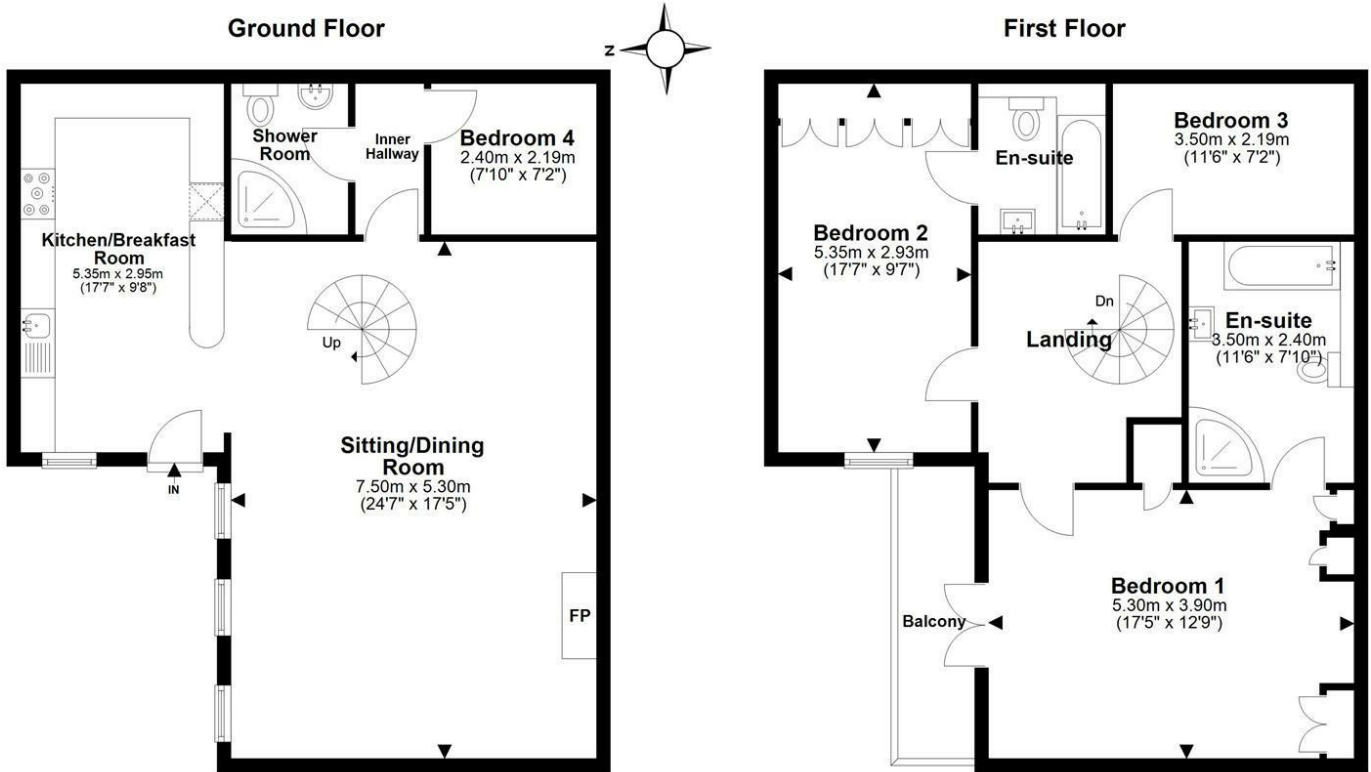 Ground Floor
N
First Floor
Kitchen/Breakfast
Room
5.35m x 2.95m
(17'7" x 9'8")
Shower
Room
Inner
Hallway
Bedroom 4
2.40m x 2.19m
(7'10" x 7'2")
Up
Sitting/Dining
Room
7.50m x 5.30m
(24'7" x 17'5")
IN
FP
Bedroom 2
5.35m x 2.93m
(17'7" x 9'7")
En-suite
Bedroom 3
3.50m x 2.19m
(11'6" x 7'2")
Dn
Landing
En-suite
3.50m x 2.40m
(11'6" x 7'10")
Balcony
Bedroom 1
5.30m x 3.90m
(17'5" x 12'9")